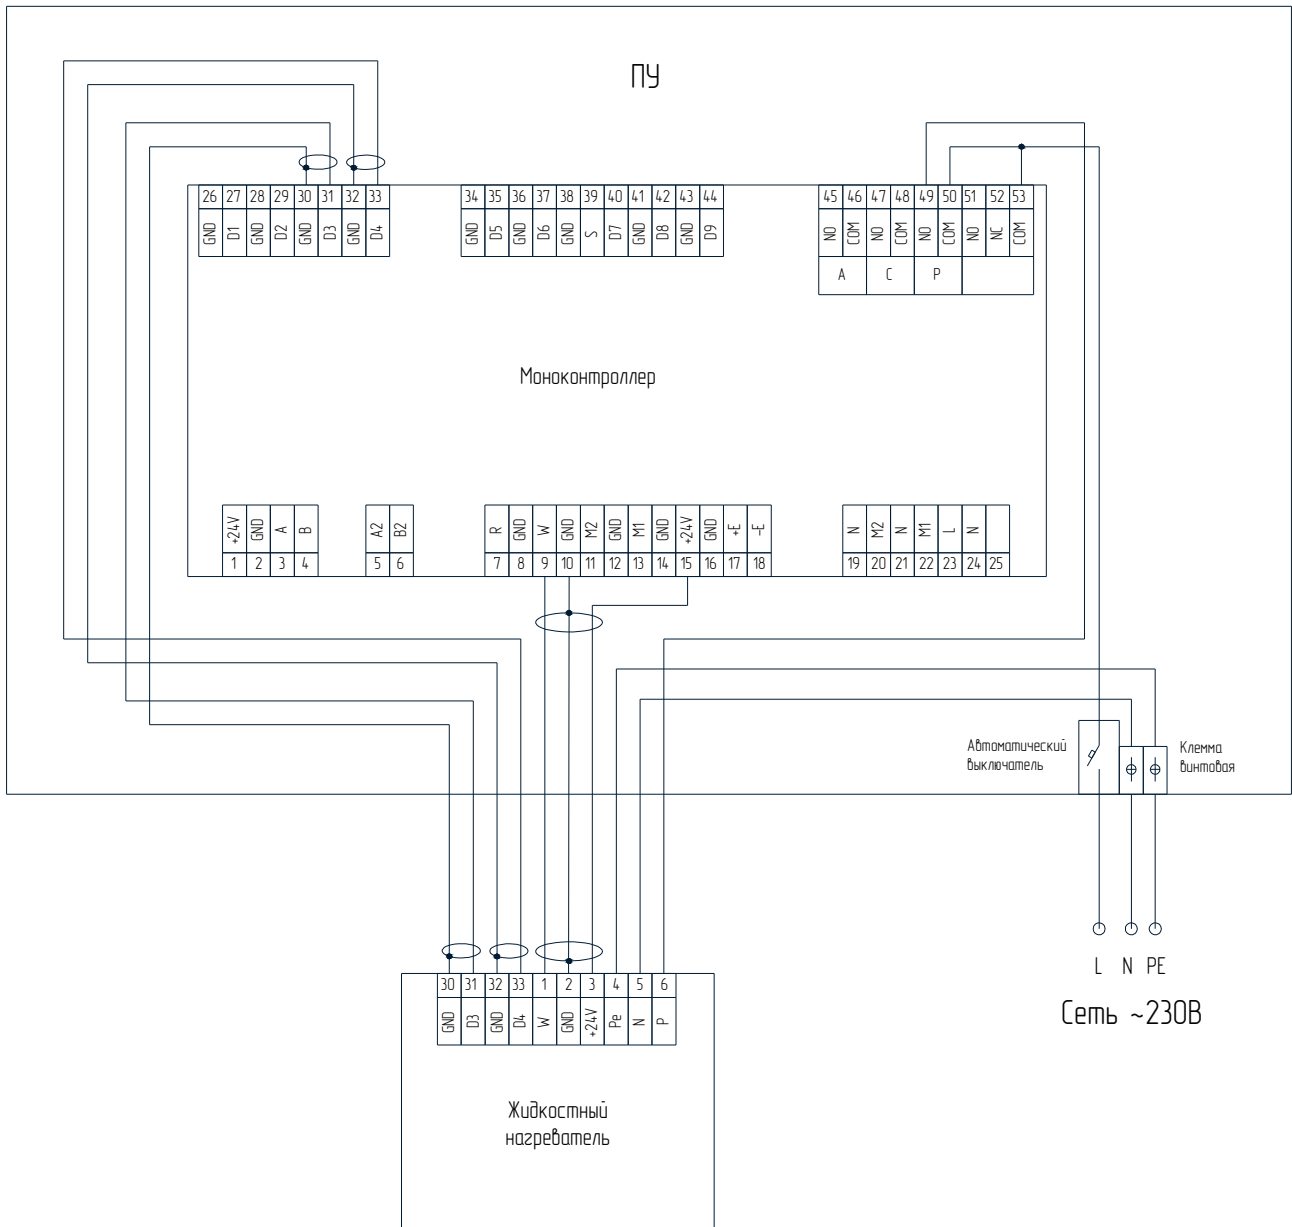 ПУ
26 27 28 29 30 31 32 33
GND D1 GND D2 GND D3 GND D4
34 35 36 37 38 39 40 41 42 43 44
GND D5 GND D6 GND S D7 GND D8 GND D9
45 46 47 48 49 50 51 52 53
NO COM NO COM NO COM NO NC COM
A C P
Моноконтроллер
+24V GND A B
1 2 3 4
A2 B2
5 6
R GND W GND M2 GND M1 GND +24V GND +E -E
7 8 9 10 11 12 13 14 15 16 17 18
N M2 N M1 L N
19 20 21 22 23 24 25
Автоматический
выключатель
Клемма
винтовая
L N PE
Сеть ~230В
30 31 32 33 1 2 3 4 5 6
GND D3 GND D4 W GND +24V Pe N P
Жидкостный
нагреватель